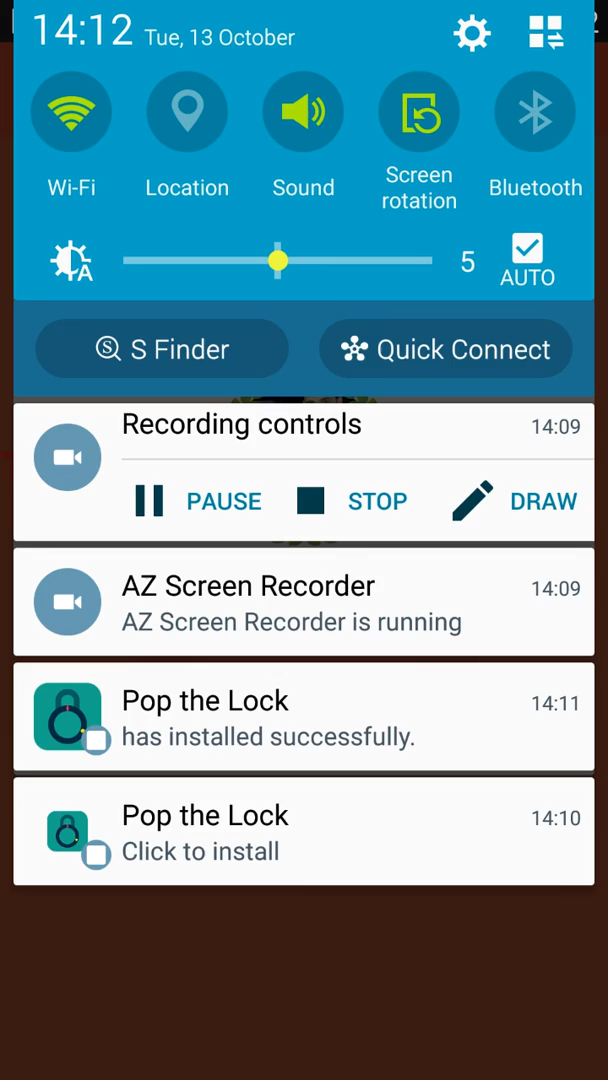 14:12 Tue, 13 October
Wi-Fi
Location
Sound
Screen
rotation
Bluetooth
A
5
AUTO
S S Finder
Quick Connect
Recording controls 14:09
PAUSE STOP DRAW
AZ Screen Recorder 14:09
AZ Screen Recorder is running
Pop the Lock 14:11
has installed successfully.
Pop the Lock 14:10
Click to install